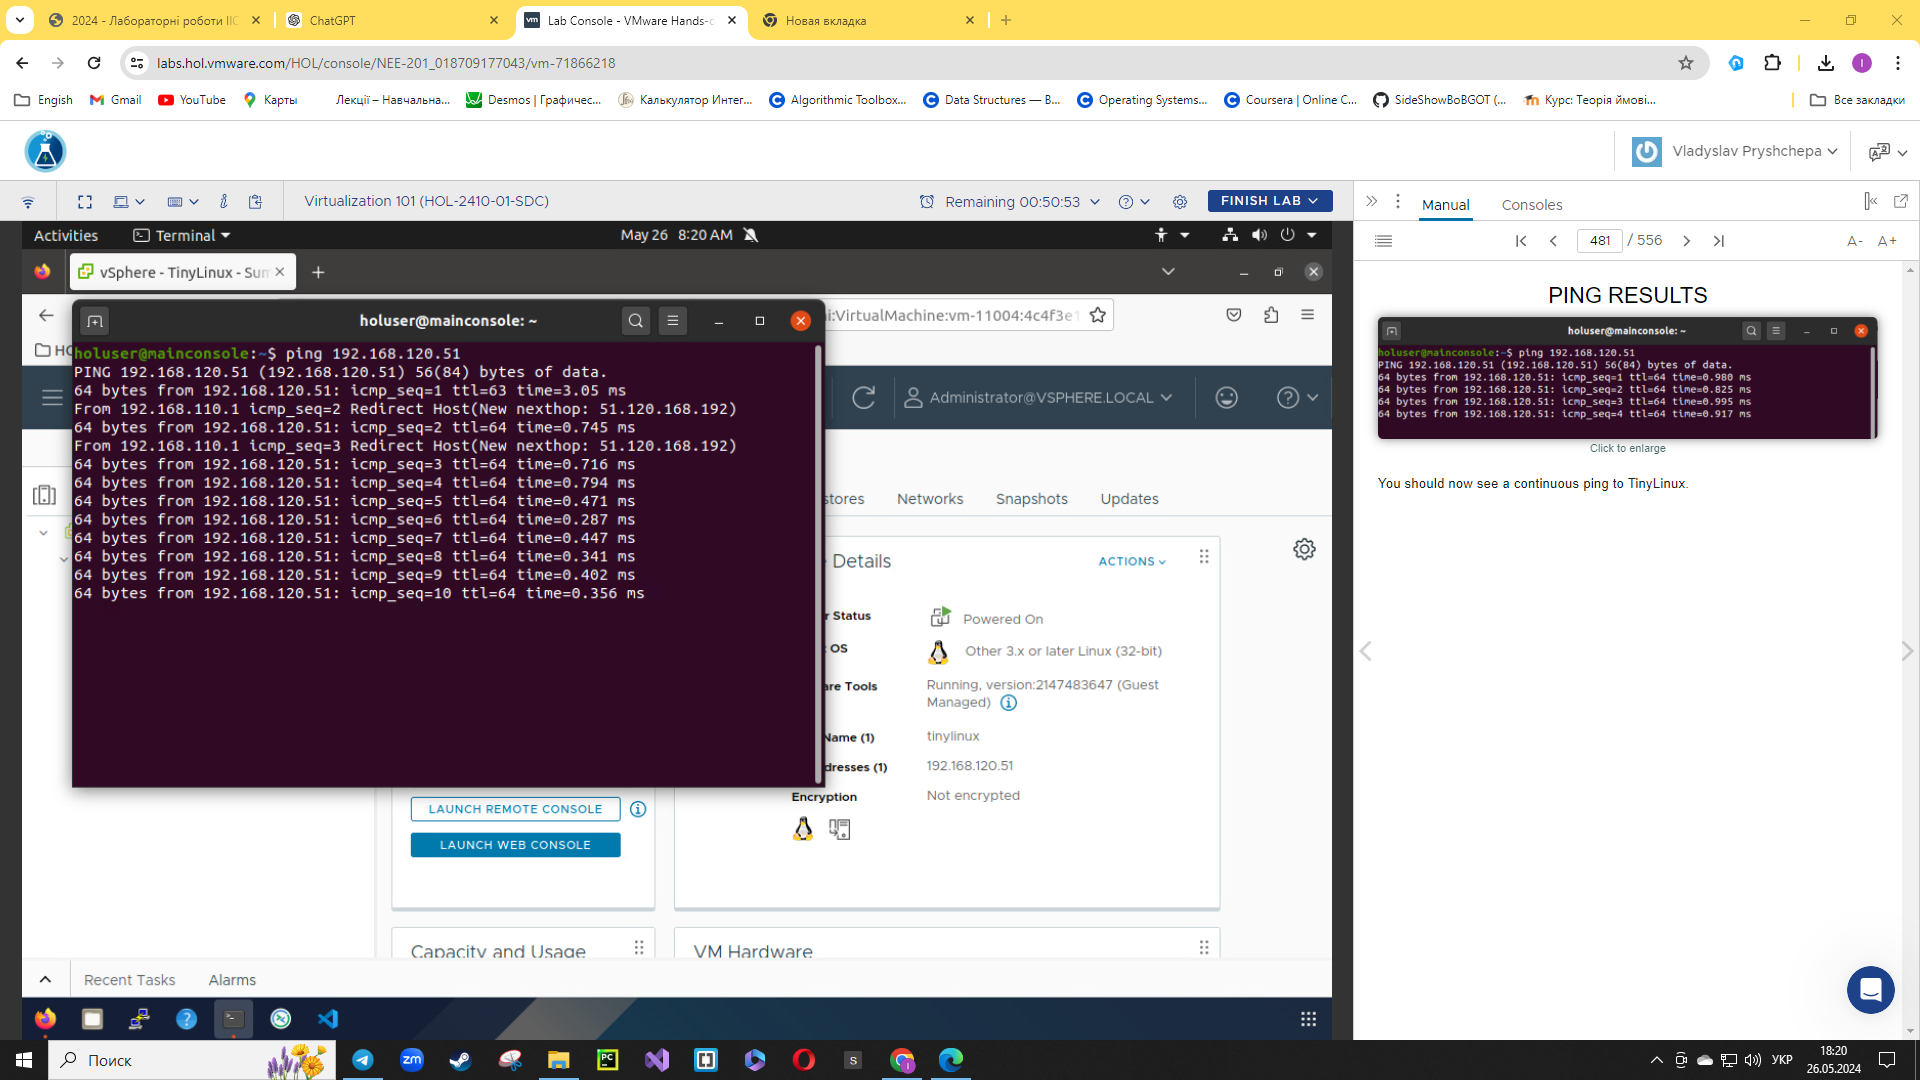 2024 - Лабораторні роботи ІІС
ChatGPT
Lab Console - VMware Hands-o
Новая вкладка
labs.hol.vmware.com/HOL/console/NEE-201_018709177043/vm-71866218
Engish
Gmail
YouTube
Карты
Лекції – Навчальна...
Desmos | Графичес...
Калькулятор Интег...
Algorithmic Toolbox...
Data Structures — B...
Operating Systems...
Coursera | Online C...
SideShowBoBGOT (...
Курс: Теорія ймові...
Все закладки
Vladyslav Pryshchepa
Virtualization 101 (HOL-2410-01-SDC)
Remaining 00:50:53
FINISH LAB
Manual
Consoles
481 / 556
A-
A+
Activities
Terminal
May 26 8:20 AM
vSphere - TinyLinux - Sum
ni:VirtualMachine:vm-11004:4c4f3e1
HO
holuser@mainconsole: ~
holuser@mainconsole:~$ ping 192.168.120.51
PING 192.168.120.51 (192.168.120.51) 56(84) bytes of data.
64 bytes from 192.168.120.51: icmp_seq=1 ttl=63 time=3.05 ms
From 192.168.110.1 icmp_seq=2 Redirect Host(New nexthop: 51.120.168.192)
64 bytes from 192.168.120.51: icmp_seq=2 ttl=64 time=0.745 ms
From 192.168.110.1 icmp_seq=3 Redirect Host(New nexthop: 51.120.168.192)
64 bytes from 192.168.120.51: icmp_seq=3 ttl=64 time=0.716 ms
64 bytes from 192.168.120.51: icmp_seq=4 ttl=64 time=0.794 ms
64 bytes from 192.168.120.51: icmp_seq=5 ttl=64 time=0.471 ms
64 bytes from 192.168.120.51: icmp_seq=6 ttl=64 time=0.287 ms
64 bytes from 192.168.120.51: icmp_seq=7 ttl=64 time=0.447 ms
64 bytes from 192.168.120.51: icmp_seq=8 ttl=64 time=0.341 ms
64 bytes from 192.168.120.51: icmp_seq=9 ttl=64 time=0.402 ms
64 bytes from 192.168.120.51: icmp_seq=10 ttl=64 time=0.356 ms
Administrator@VSPHERE.LOCAL
stores
Networks
Snapshots
Updates
Details
ACTIONS
r Status
Powered On
OS
Other 3.x or later Linux (32-bit)
are Tools
Running, version:2147483647 (Guest
Managed)
Name (1)
tinylinux
dresses (1)
192.168.120.51
Encryption
Not encrypted
LAUNCH REMOTE CONSOLE
LAUNCH WEB CONSOLE
Capacity and Usage
VM Hardware
Recent Tasks
Alarms
PING RESULTS
holuser@mainconsole: ~
holuser@mainconsole:~$ ping 192.168.120.51
PING 192.168.120.51 (192.168.120.51) 56(84) bytes of data.
64 bytes from 192.168.120.51: icmp_seq=1 ttl=64 time=0.980 ms
64 bytes from 192.168.120.51: icmp_seq=2 ttl=64 time=0.825 ms
64 bytes from 192.168.120.51: icmp_seq=3 ttl=64 time=0.995 ms
64 bytes from 192.168.120.51: icmp_seq=4 ttl=64 time=0.917 ms
Click to enlarge
You should now see a continuous ping to TinyLinux.
Поиск
УКР
18:20
26.05.2024